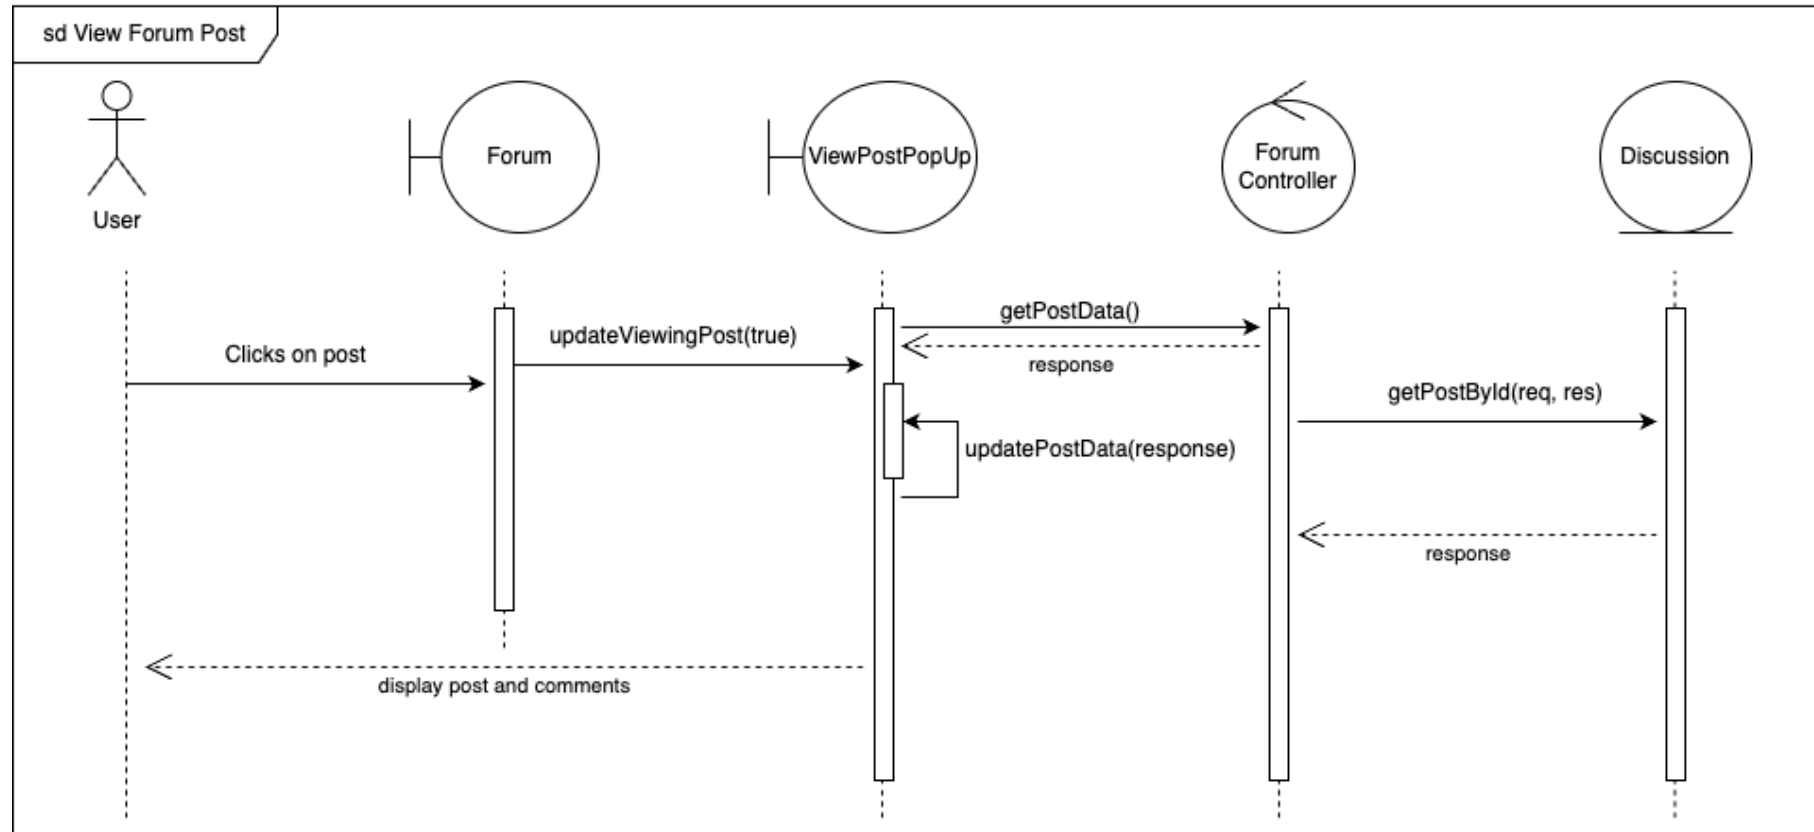 sd View Forum Post
User
Forum
ViewPostPopUp
Forum
Controller
Discussion
getPostData()
updateViewingPost(true)
Clicks on post
response
getPostById(req, res)
updatePostData(response)
response
display post and comments